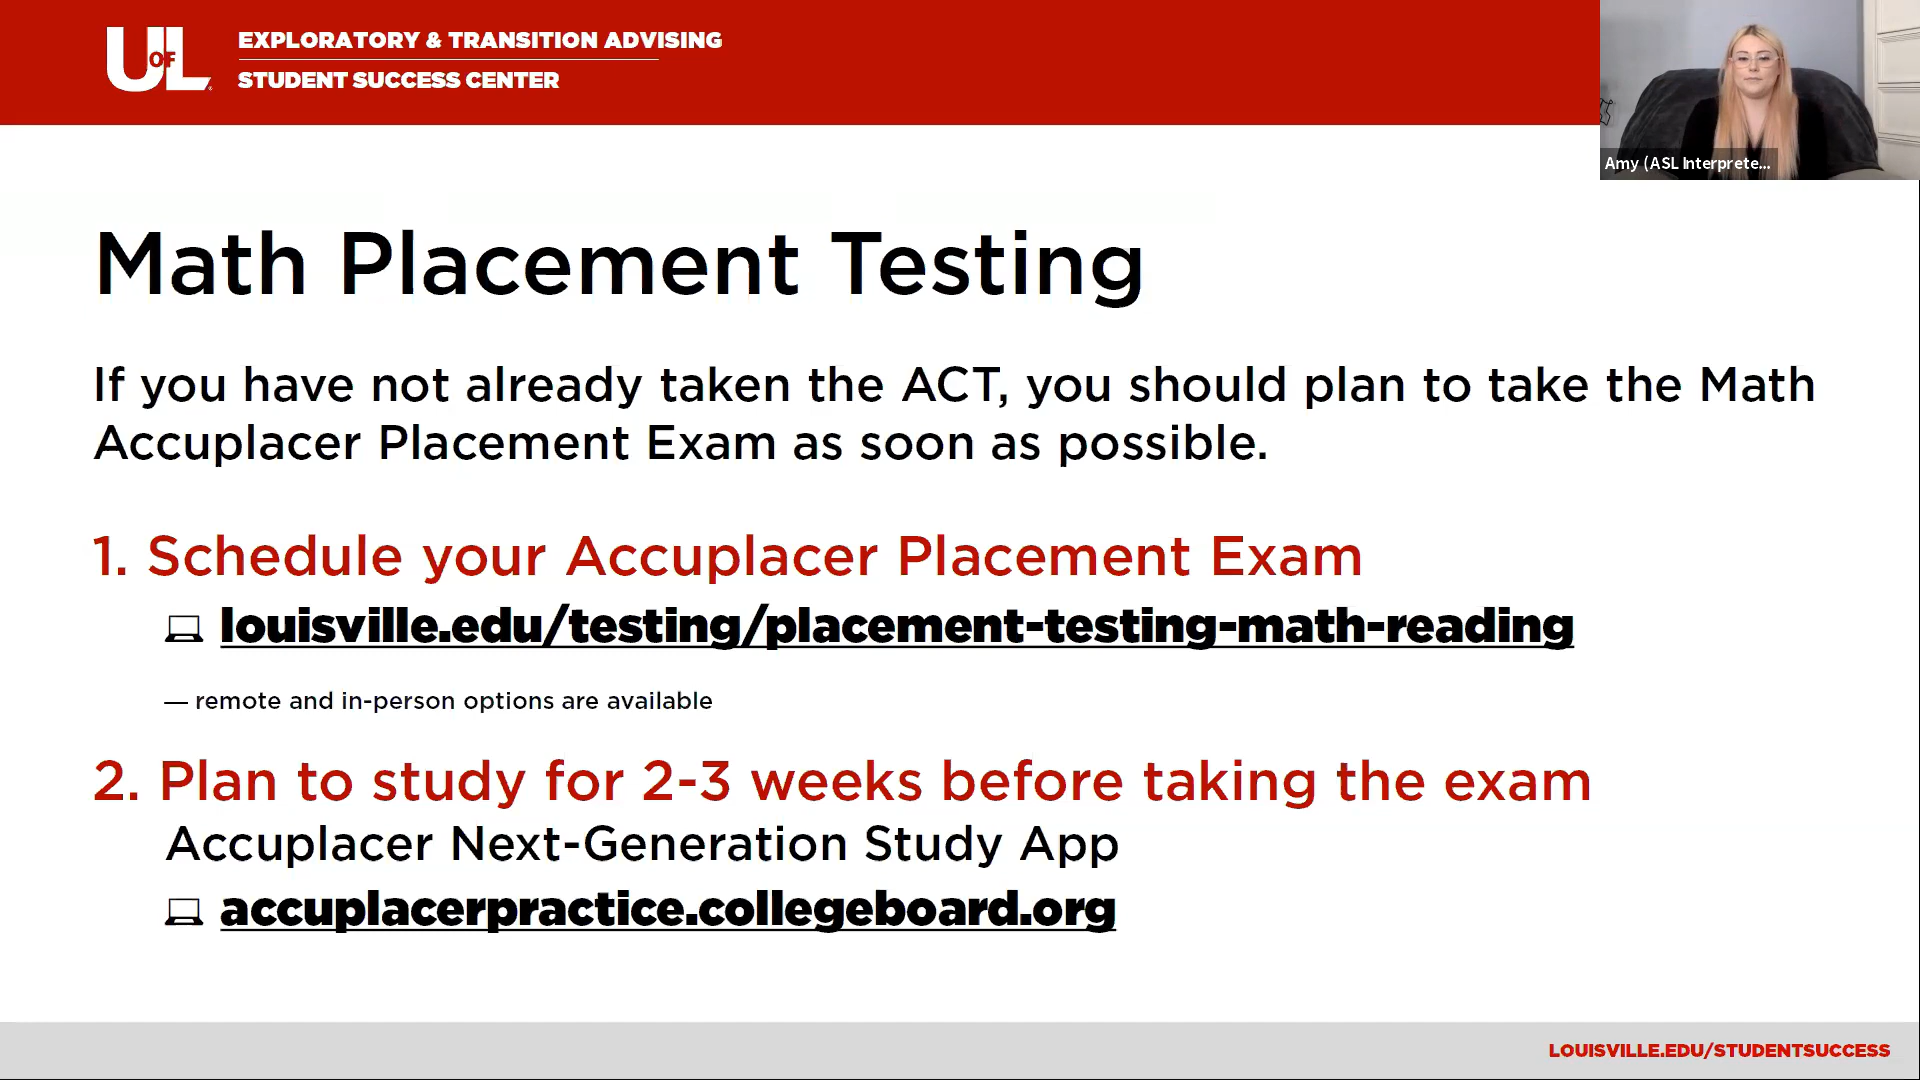 UL
OF
EXPLORATORY & TRANSITION ADVISING
STUDENT SUCCESS CENTER
Amy (ASL Interprete...
Math Placement Testing
If you have not already taken the ACT, you should plan to take the Math
Accuplacer Placement Exam as soon as possible.
1. Schedule your Accuplacer Placement Exam
louisville.edu/testing/placement-testing-math-reading
— remote and in-person options are available
2. Plan to study for 2-3 weeks before taking the exam
Accuplacer Next-Generation Study App
accuplacerpractice.collegeboard.org
LOUISVILLE.EDU/STUDENTSUCCESS